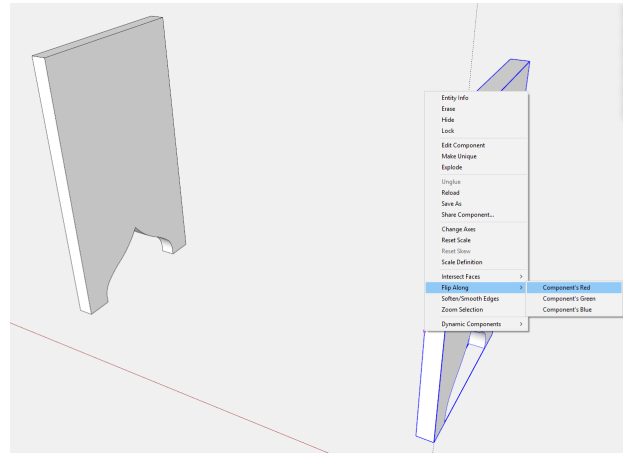 Entity Info
Erase
Hide
Lock
Edit Component
Make Unique
Explode
Unglue
Reload
Save As
Share Component...
Change Axes
Reset Scale
Reset Skew
Scale Definition
Intersect Faces >
Flip Along >
Component's Red
Soften/Smooth Edges
Component's Green
Zoom Selection
Component's Blue
Dynamic Components >